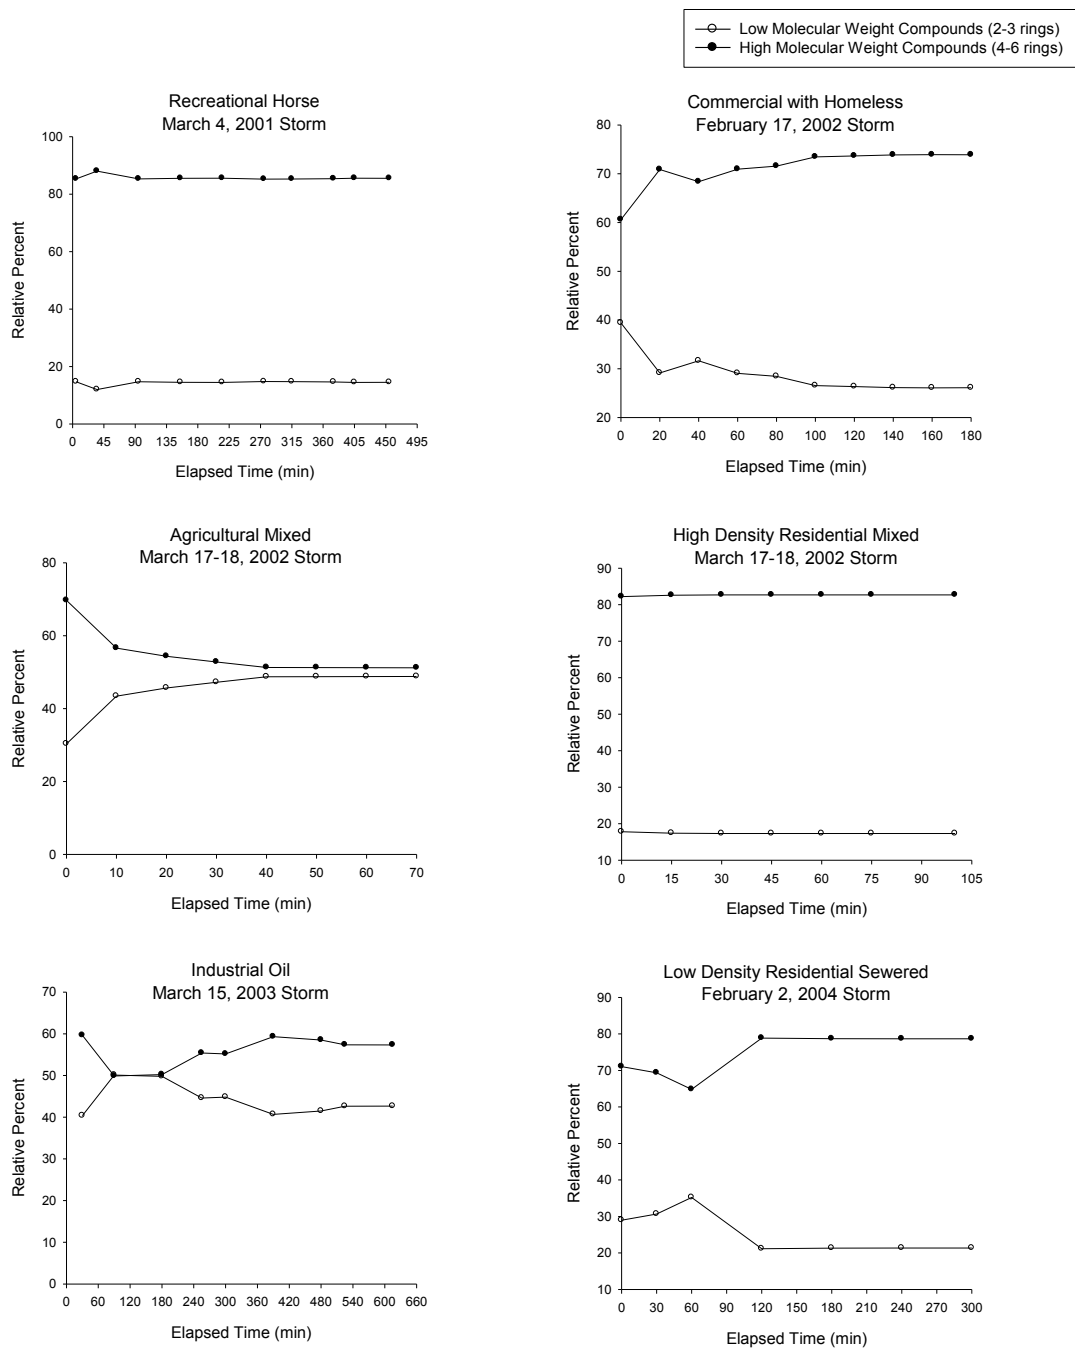 Low Molecular Weight Compounds (2-3 rings)
High Molecular Weight Compounds (4-6 rings)
Recreational Horse
March 4, 2001 Storm
100
80
60
40
20
0
Relative Percent
0 45 90 135 180 225 270 315 360 405 450 495
Elapsed Time (min)
Commercial with Homeless
February 17, 2002 Storm
80
70
60
50
40
30
20
Relative Percent
0 20 40 60 80 100 120 140 160 180
Elapsed Time (min)
Agricultural Mixed
March 17-18, 2002 Storm
80
60
40
20
0
Relative Percent
0 10 20 30 40 50 60 70
Elapsed Time (min)
High Density Residential Mixed
March 17-18, 2002 Storm
90
80
70
60
50
40
30
20
10
Relative Percent
0 15 30 45 60 75 90 105
Elapsed Time (min)
Industrial Oil
March 15, 2003 Storm
70
60
50
40
30
20
10
0
Relative Percent
0 60 120 180 240 300 360 420 480 540 600 660
Elapsed Time (min)
Low Density Residential Sewered
February 2, 2004 Storm
90
80
70
60
50
40
30
20
10
Relative Percent
0 30 60 90 120 150 180 210 240 270 300
Elapsed Time (min)